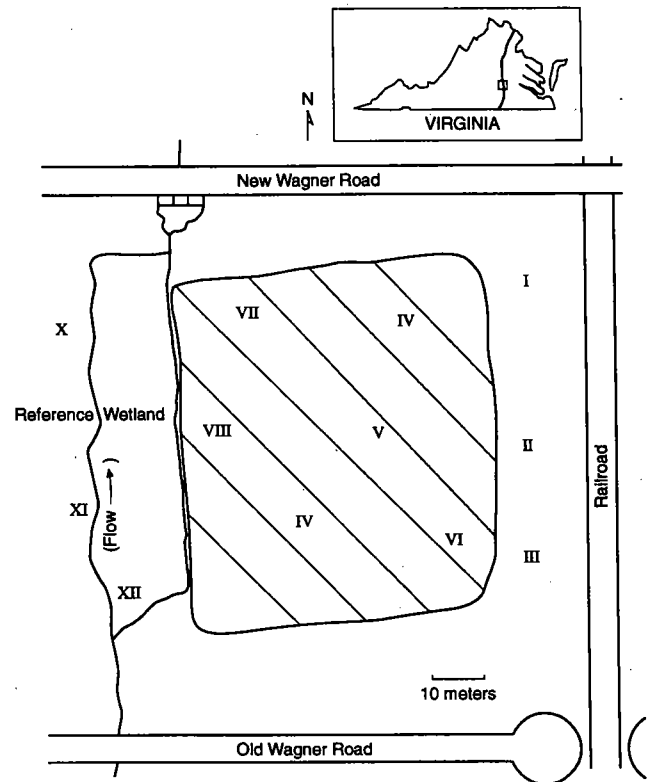 N
VIRGINIA
New Wagner Road
I
VII
IV
X
Reference Wetland
VIII
V
II
Railroad
(Flow →)
XI
IV
VI
III
XII
10 meters
Old Wagner Road